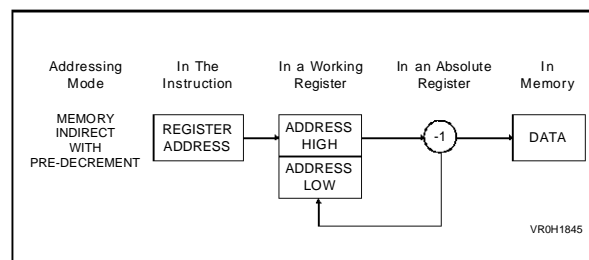 Addressing Mode
In The Instruction
In a Working Register
In an Absolute Register
In Memory
MEMORY
INDIRECT
WITH
PRE-DECREMENT
REGISTER
ADDRESS
ADDRESS
HIGH
ADDRESS
LOW
-1
DATA
VR0H1845